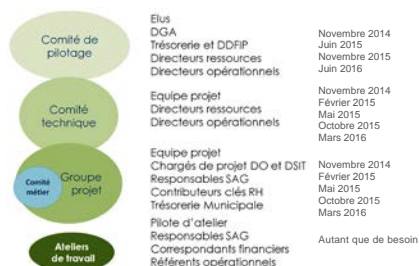 Comité de
pilotage
Elus
DGA
Trésorerie et DDFIP
Directeurs ressources
Directeurs opérationnels
Novembre 2014
Juin 2015
Novembre 2015
Juin 2016
Comité
technique
Equipe projet
Directeurs ressources
Directeurs opérationnels
Novembre 2014
Février 2015
Mai 2015
Octobre 2015
Mars 2016
Comité
métier
Groupe
projet
Equipe projet
Chargés de projet DO et DSIT
Responsables SAG
Contributeurs clés RH
Trésorerie Municipale
Novembre 2014
Février 2015
Mai 2015
Octobre 2015
Mars 2016
Ateliers
de travail
Pilote d'atelier
Responsables SAG
Correspondants financiers
Référents opérationnels
Autant que de besoin